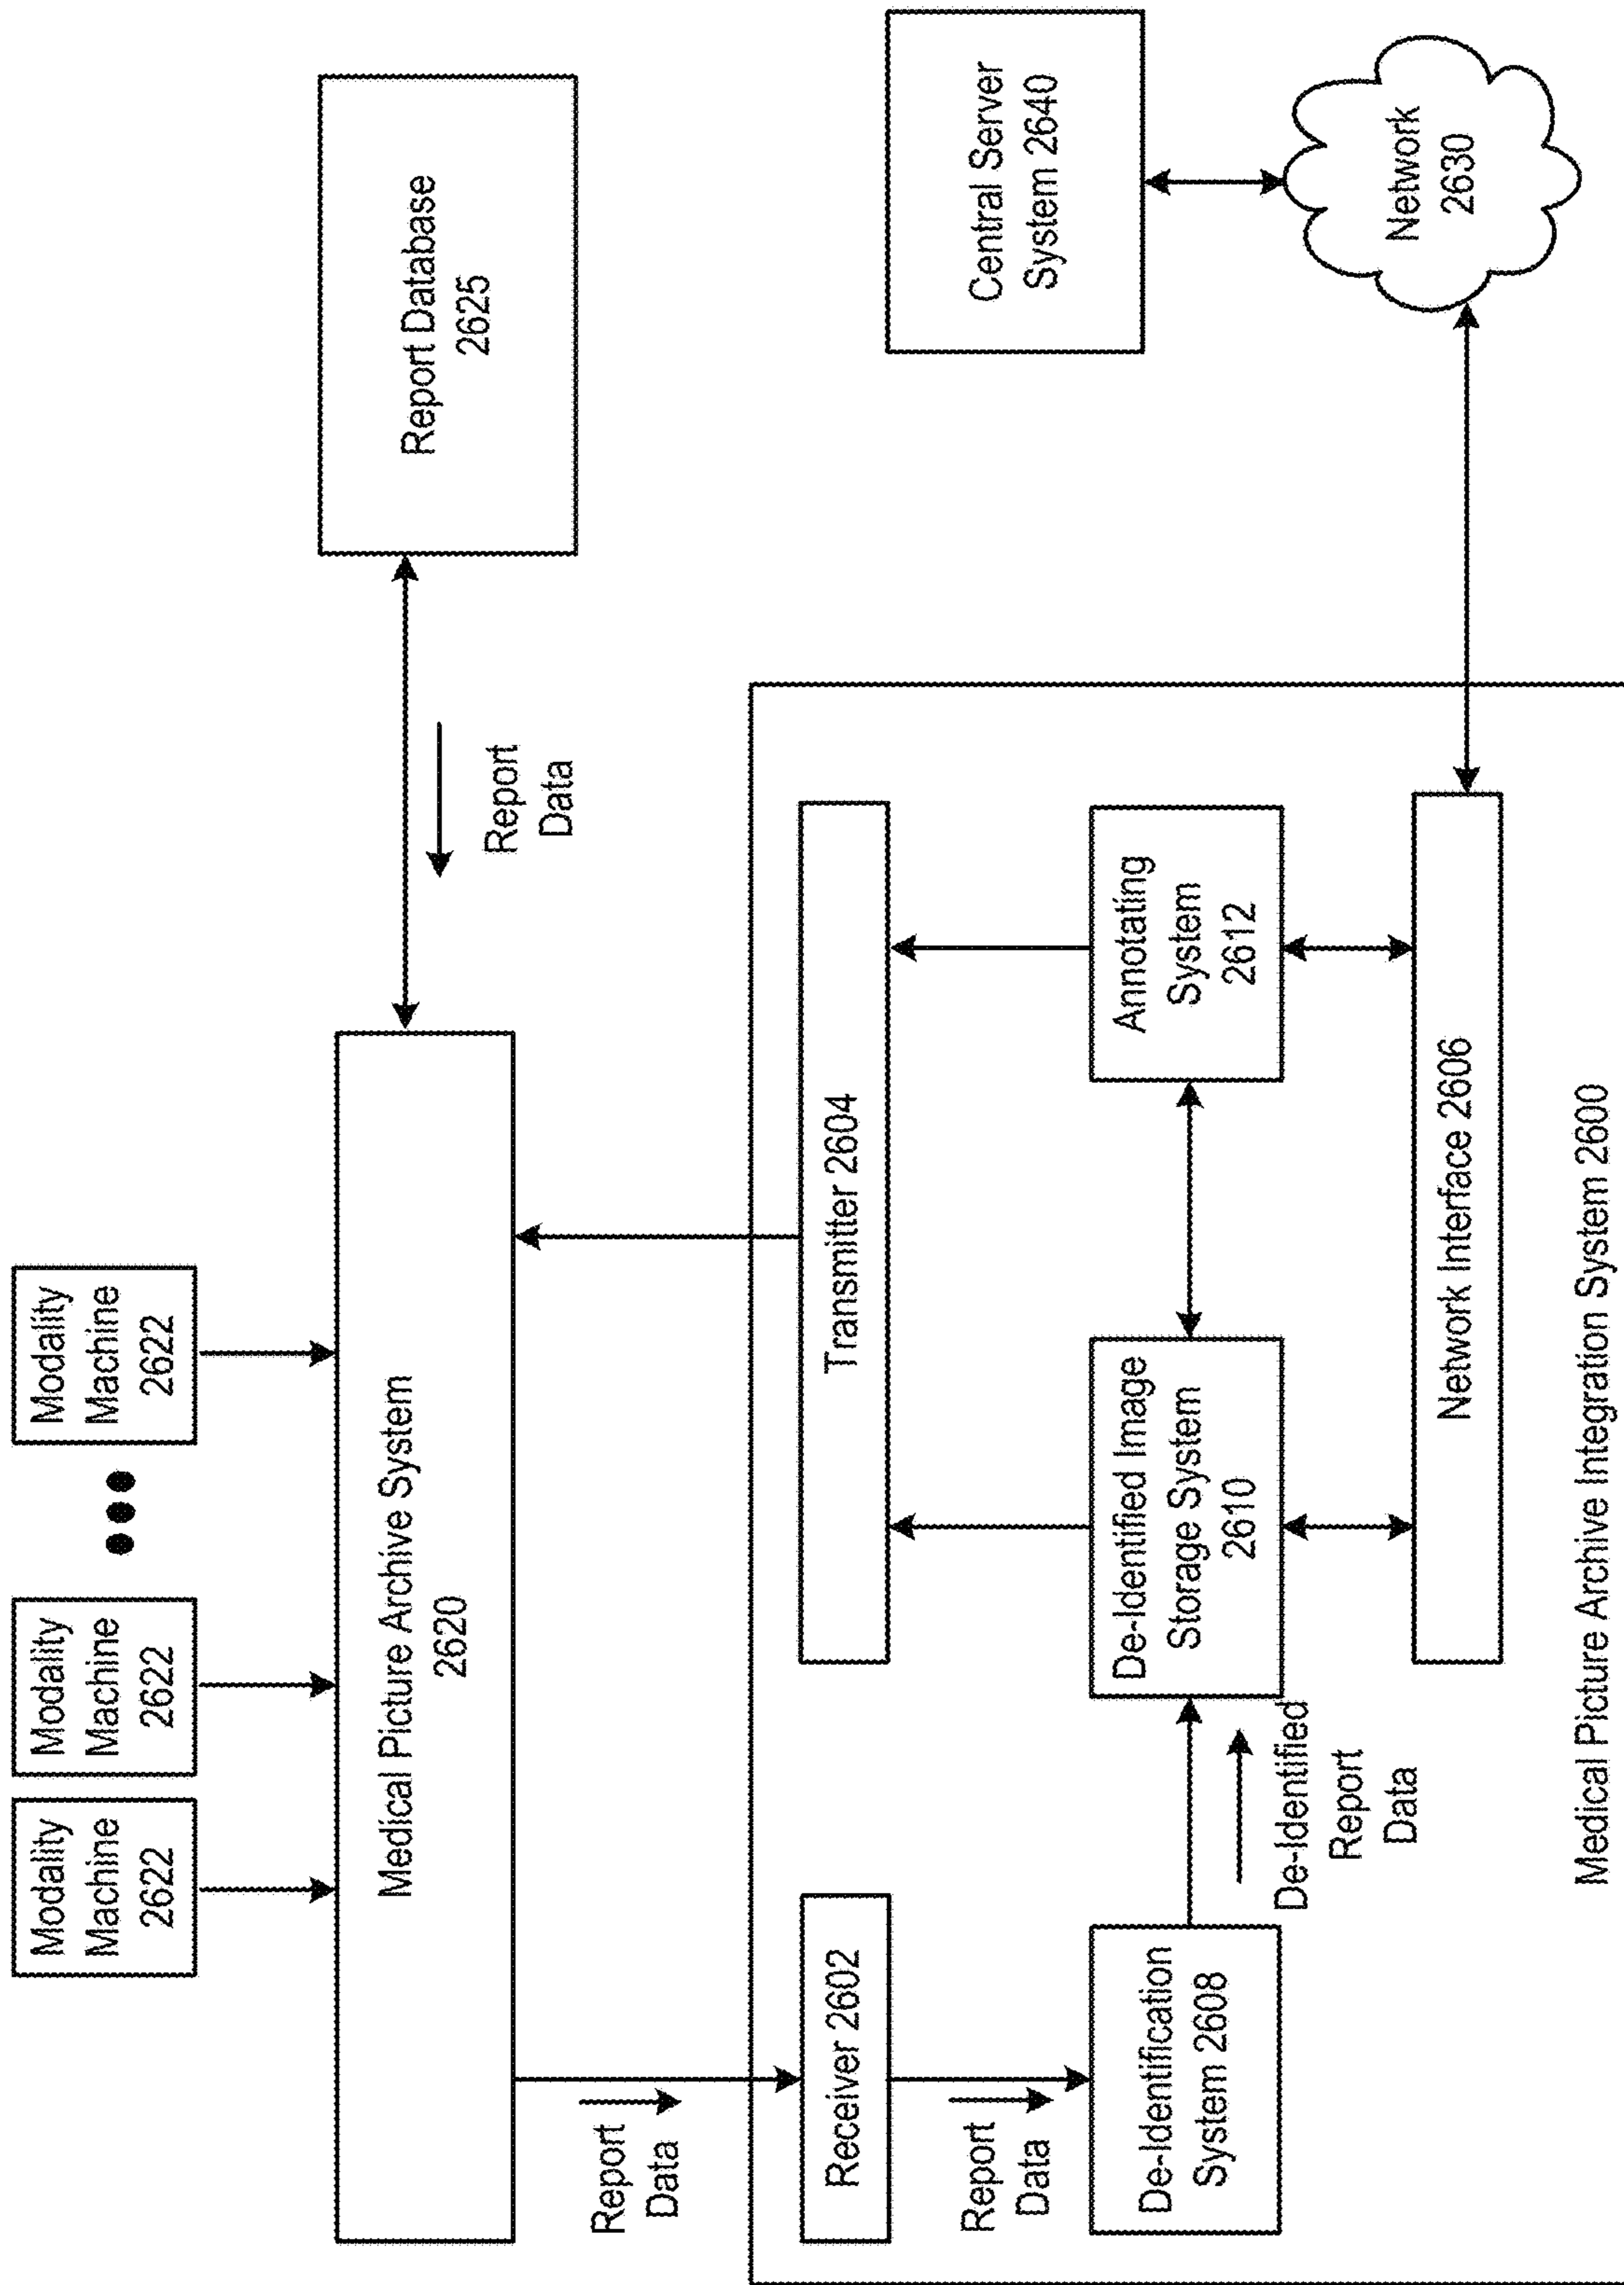 Modality
Machine
2622
Modality
Machine
2622
Modality
Machine
2622
Medical Picture Archive System
2620
Report Database
2625
Report
Data
Report
Data
Receiver 2602
Transmitter 2604
Report
Data
De-Identification
System 2608
De-Identified
Report
Data
De-Identified Image
Storage System
2610
Annotating
System
2612
Network Interface 2606
Medical Picture Archive Integration System 2600
Central Server
System 2640
Network
2630